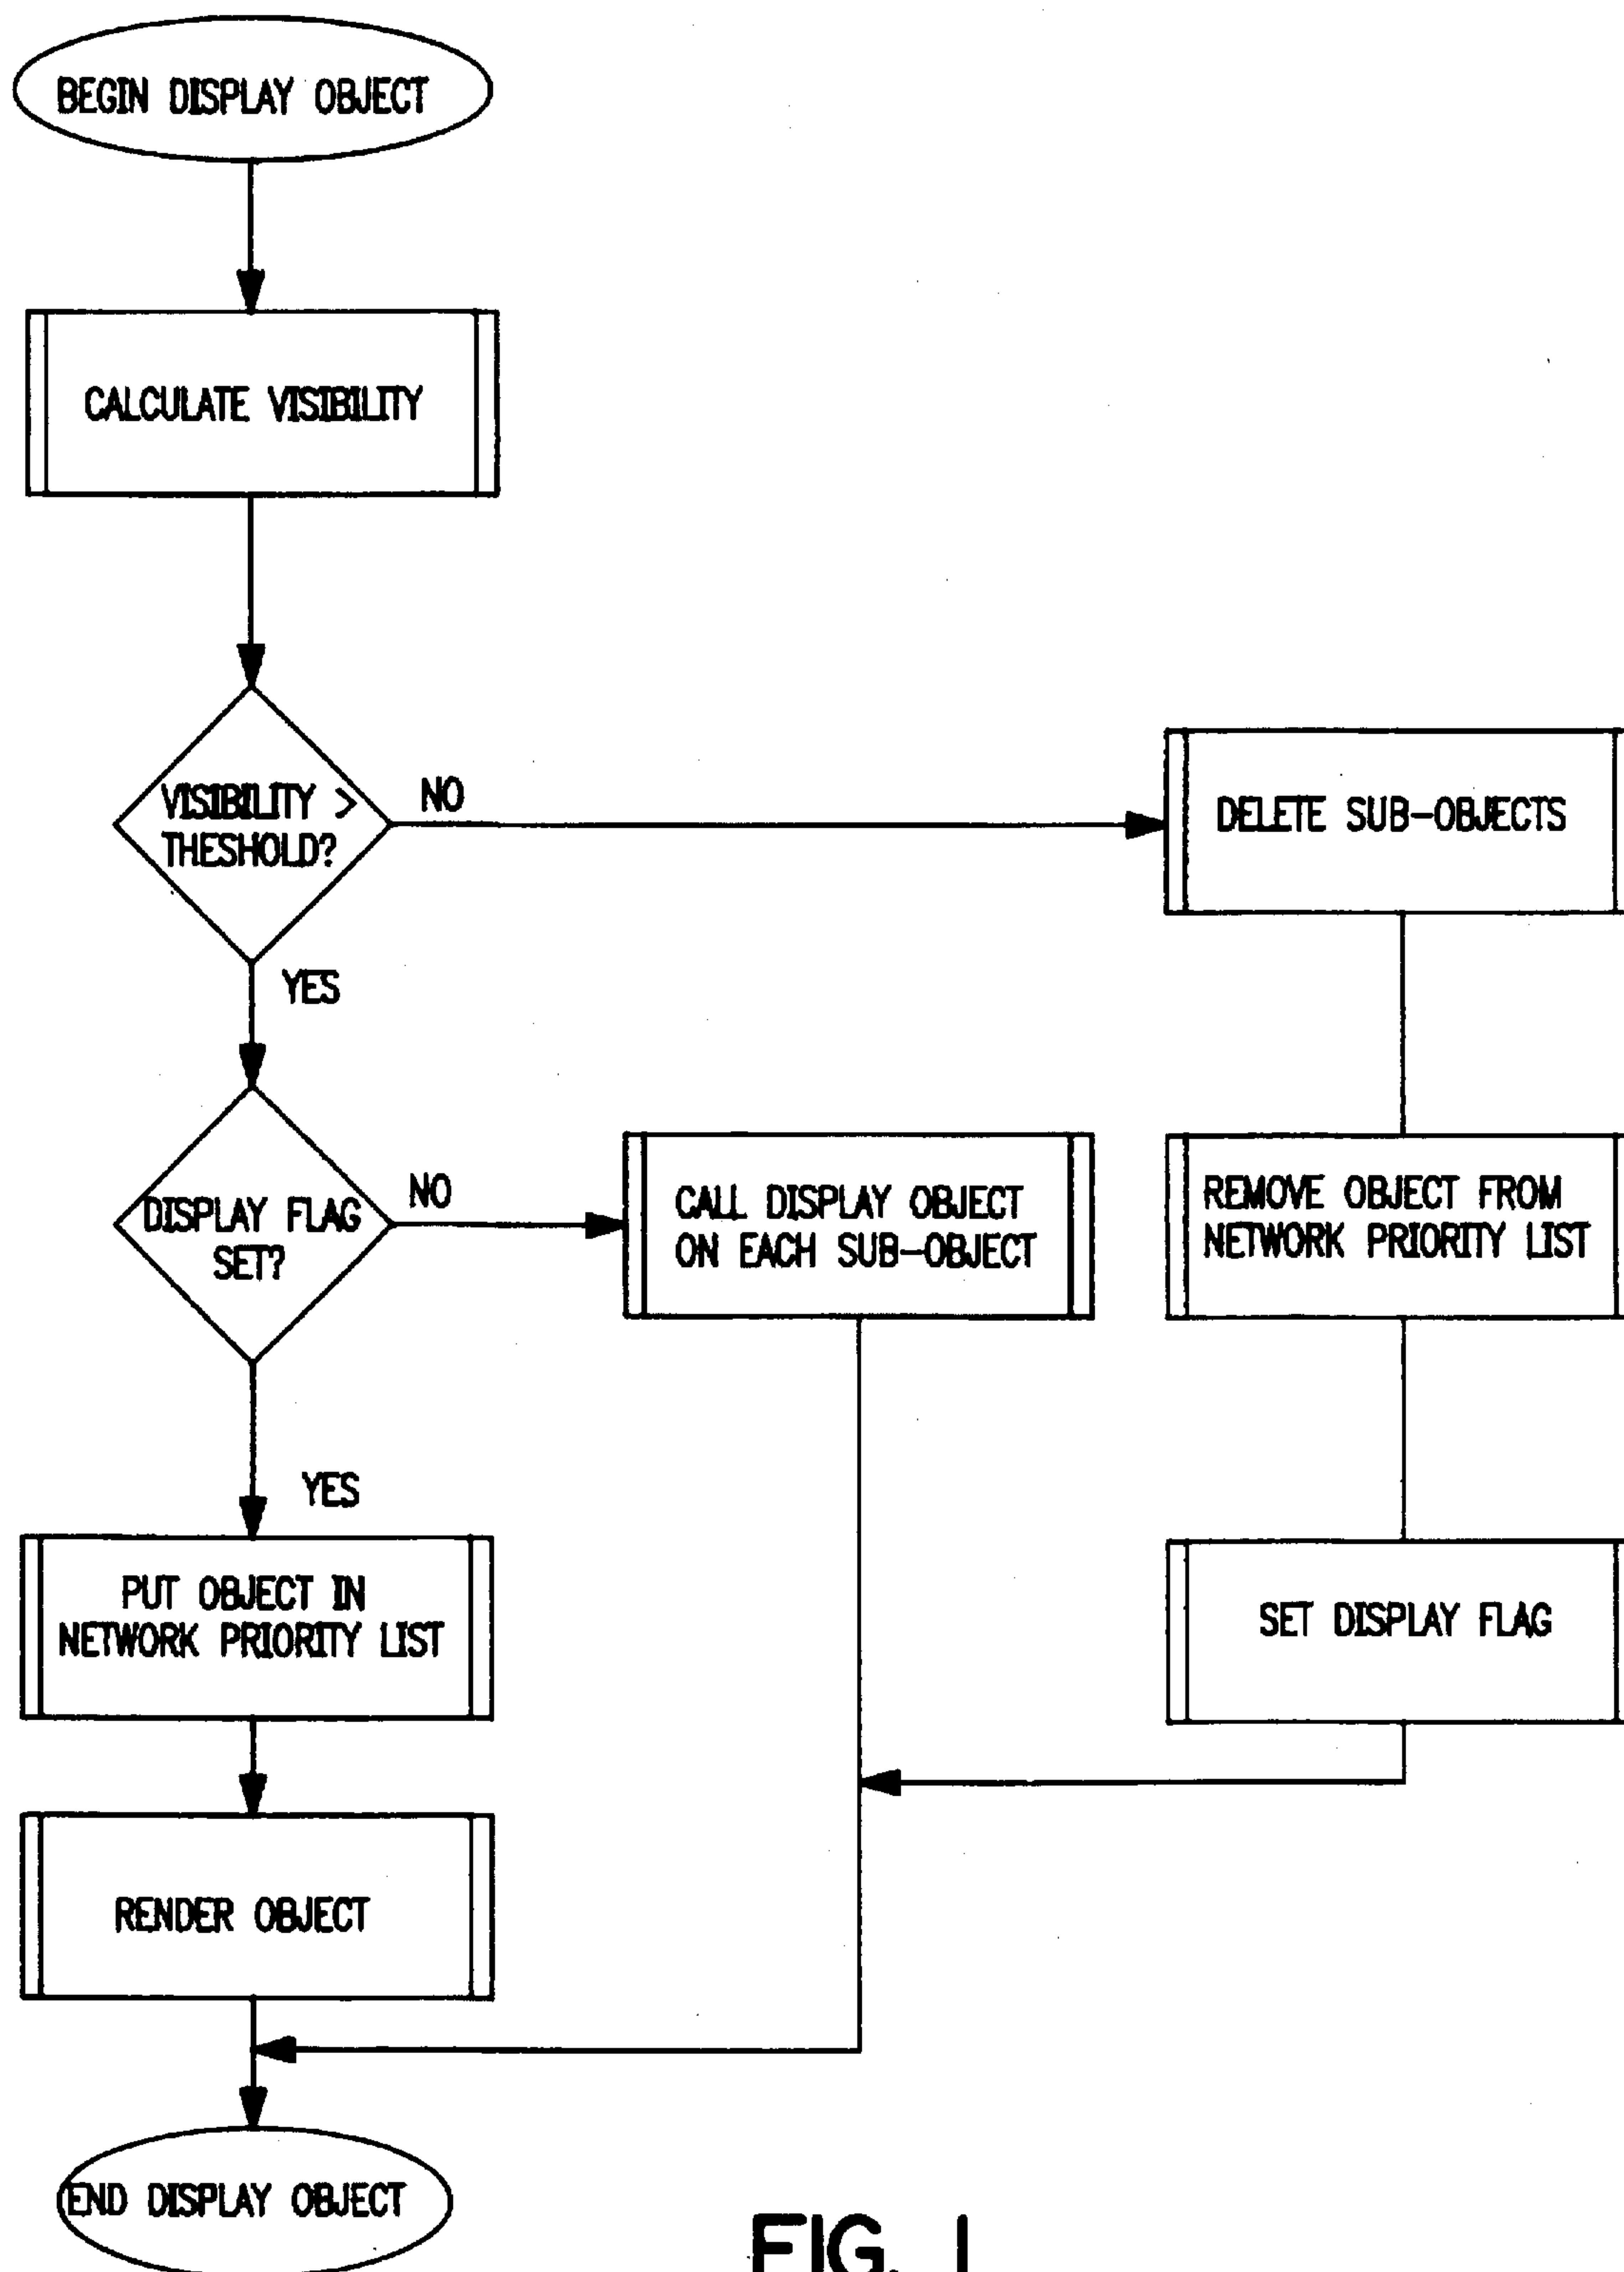 BEGIN DISPLAY OBJECT
CALCULATE VISIBILITY
VISIBILITY >
THESHOLD?
NO
DELETE SUB-OBJECTS
YES
DISPLAY FLAG
SET?
NO
CALL DISPLAY OBJECT
ON EACH SUB-OBJECT
REMOVE OBJECT FROM
NETWORK PRIORITY LIST
YES
PUT OBJECT IN
NETWORK PRIORITY LIST
SET DISPLAY FLAG
RENDER OBJECT
END DISPLAY OBJECT
FIG. 1